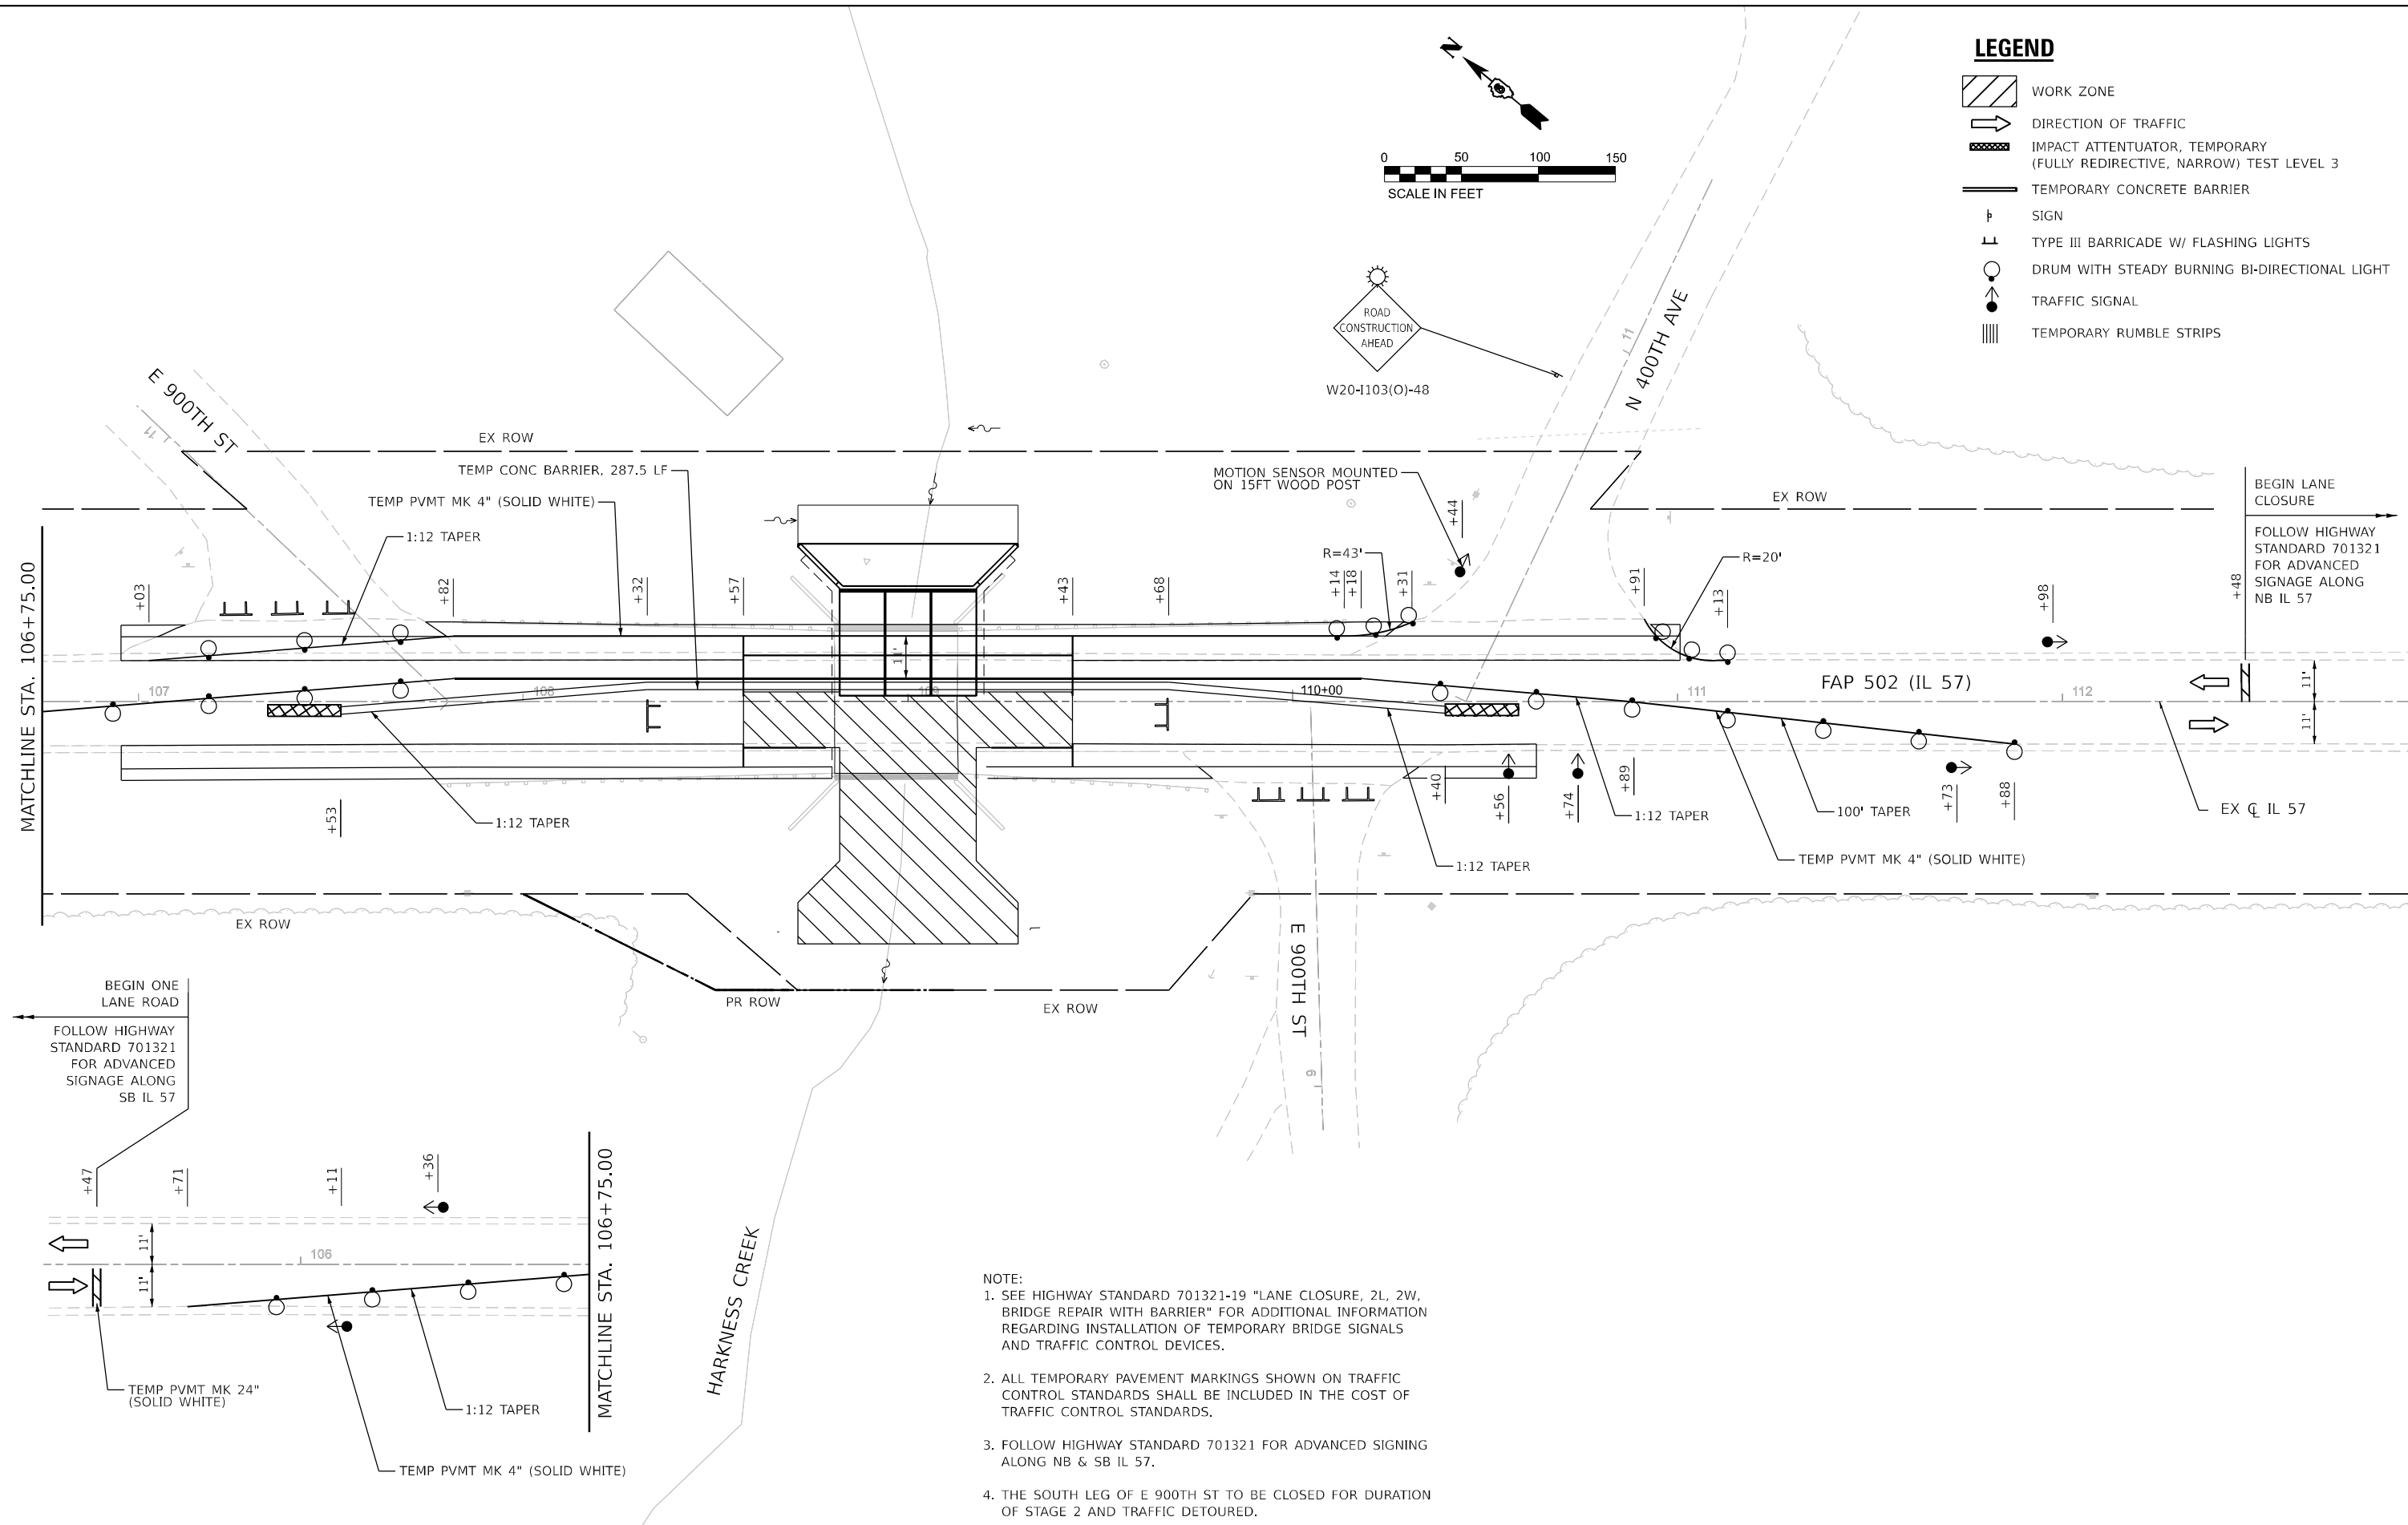 LEGEND
WORK ZONE
DIRECTION OF TRAFFIC
IMPACT ATTENTUATOR, TEMPORARY
(FULLY REDIRECTIVE, NARROW) TEST LEVEL 3
TEMPORARY CONCRETE BARRIER
SIGN
TYPE III BARRICADE W/ FLASHING LIGHTS
DRUM WITH STEADY BURNING BI-DIRECTIONAL LIGHT
TRAFFIC SIGNAL
TEMPORARY RUMBLE STRIPS
N
0 50 100 150
SCALE IN FEET
ROAD
CONSTRUCTION
AHEAD
W20-I103(O)-48
N 400TH AVE
11
E 900TH ST
11
EX ROW
TEMP CONC BARRIER, 287.5 LF
TEMP PVMT MK 4" (SOLID WHITE)
1:12 TAPER
MOTION SENSOR MOUNTED
ON 15FT WOOD POST
EX ROW
BEGIN LANE
CLOSURE
FOLLOW HIGHWAY
STANDARD 701321
FOR ADVANCED
SIGNAGE ALONG
NB IL 57
MATCHLINE STA. 106+75.00
+03
+82
+32
+57
+43
+68
+14
+18
R=43'
+31
+44
+91
R=20'
+13
+98
+48
11'
107
108
109
110+00
111
112
FAP 502 (IL 57)
11'
11'
+53
1:12 TAPER
+40
+56
+74
+89
1:12 TAPER
100' TAPER
+73
+88
EX ℄ IL 57
1:12 TAPER
TEMP PVMT MK 4" (SOLID WHITE)
EX ROW
PR ROW
EX ROW
E 900TH ST
9
BEGIN ONE
LANE ROAD
FOLLOW HIGHWAY
STANDARD 701321
FOR ADVANCED
SIGNAGE ALONG
SB IL 57
+47
+71
+11
+36
11'
11'
106
MATCHLINE STA. 106+75.00
TEMP PVMT MK 24"
(SOLID WHITE)
1:12 TAPER
TEMP PVMT MK 4" (SOLID WHITE)
HARKNESS CREEK
NOTE:
1. SEE HIGHWAY STANDARD 701321-19 "LANE CLOSURE, 2L, 2W,
BRIDGE REPAIR WITH BARRIER" FOR ADDITIONAL INFORMATION
REGARDING INSTALLATION OF TEMPORARY BRIDGE SIGNALS
AND TRAFFIC CONTROL DEVICES.
2. ALL TEMPORARY PAVEMENT MARKINGS SHOWN ON TRAFFIC
CONTROL STANDARDS SHALL BE INCLUDED IN THE COST OF
TRAFFIC CONTROL STANDARDS.
3. FOLLOW HIGHWAY STANDARD 701321 FOR ADVANCED SIGNING
ALONG NB & SB IL 57.
4. THE SOUTH LEG OF E 900TH ST TO BE CLOSED FOR DURATION
OF STAGE 2 AND TRAFFIC DETOURED.